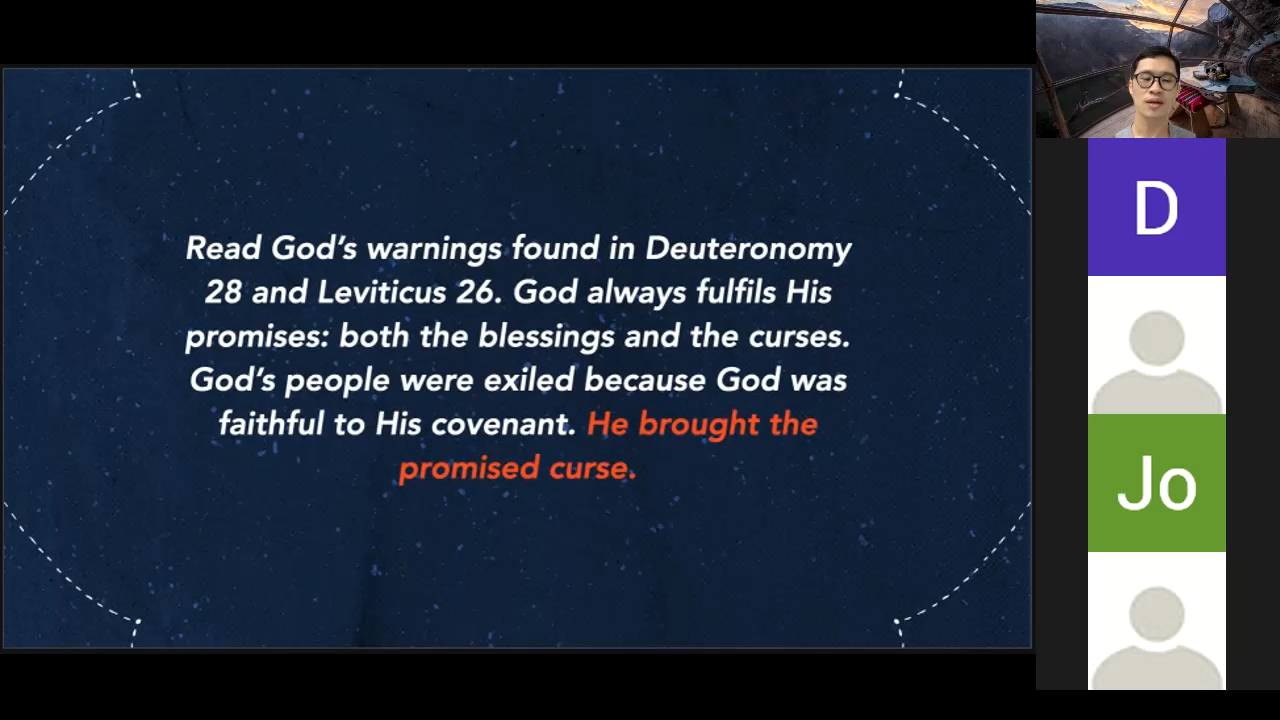 Read God’s warnings found in Deuteronomy
28 and Leviticus 26. God always fulfils His
promises: both the blessings and the curses.
God’s people were exiled because God was
faithful to His covenant. He brought the
promised curse.
D
Jo